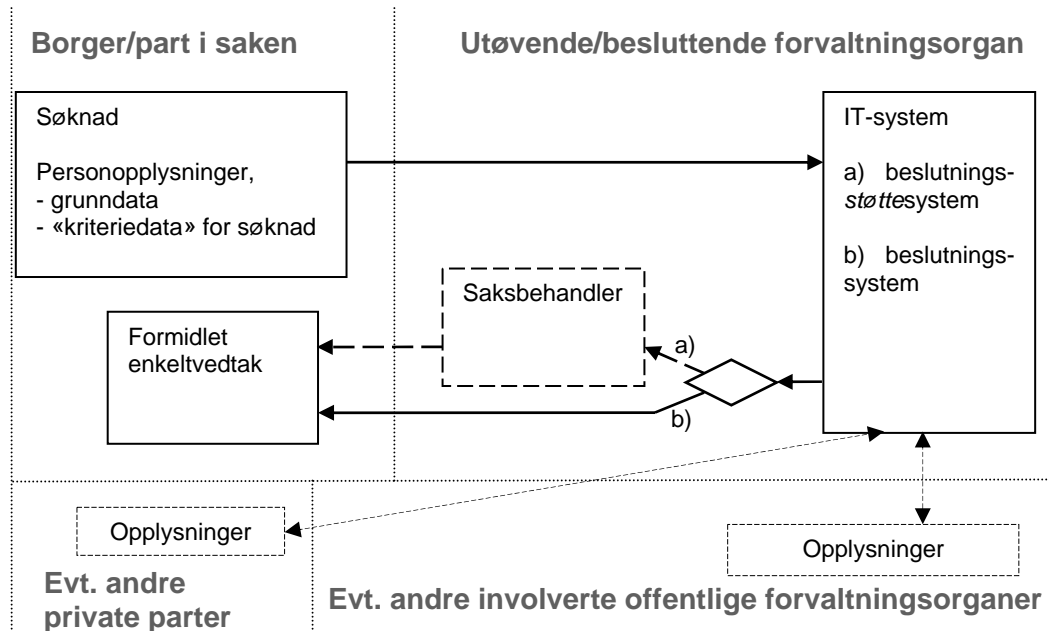 Borger/part i saken
Utøvende/besluttende forvaltningsorgan
Søknad
Personopplysninger,
- grunndata
- «kriteriedata» for søknad
IT-system
a) beslutnings-
støttesystem
b) beslutnings-
system
Saksbehandler
Formidlet
enkeltvedtak
a)
b)
Opplysninger
Opplysninger
Evt. andre
private parter
Evt. andre involverte offentlige forvaltningsorganer